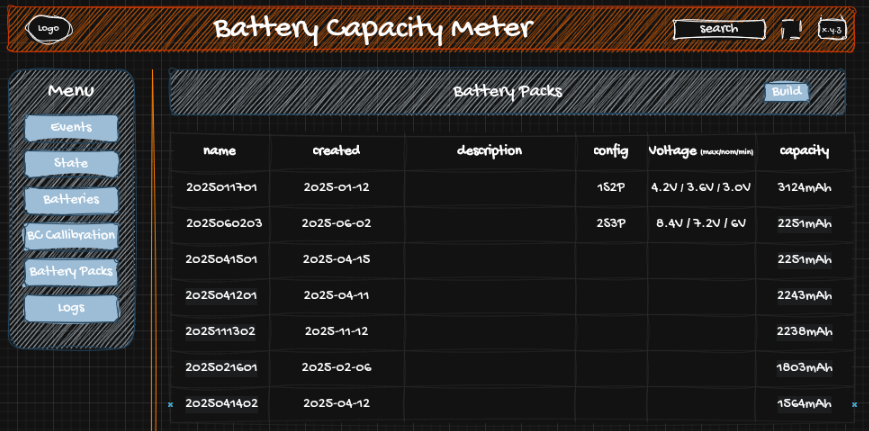 Logo
Battery Capacity Meter
search
x.y.z
Menu
Events
State
Batteries
BC Callibration
Battery Packs
Logs
Battery Packs
Build
name created description config Voltage (max/nom/min) capacity
2025011701 2025-01-12 1S2P 4.2V / 3.6V / 3.0V 3124mAh
2025060203 2025-06-02 2S3P 8.4V / 7.2V / 6V 2251mAh
2025041501 2025-04-15 2251mAh
2025041201 2025-04-11 2243mAh
2025111302 2025-11-12 2238mAh
2025021601 2025-02-06 1803mAh
2025041402 2025-04-12 1564mAh